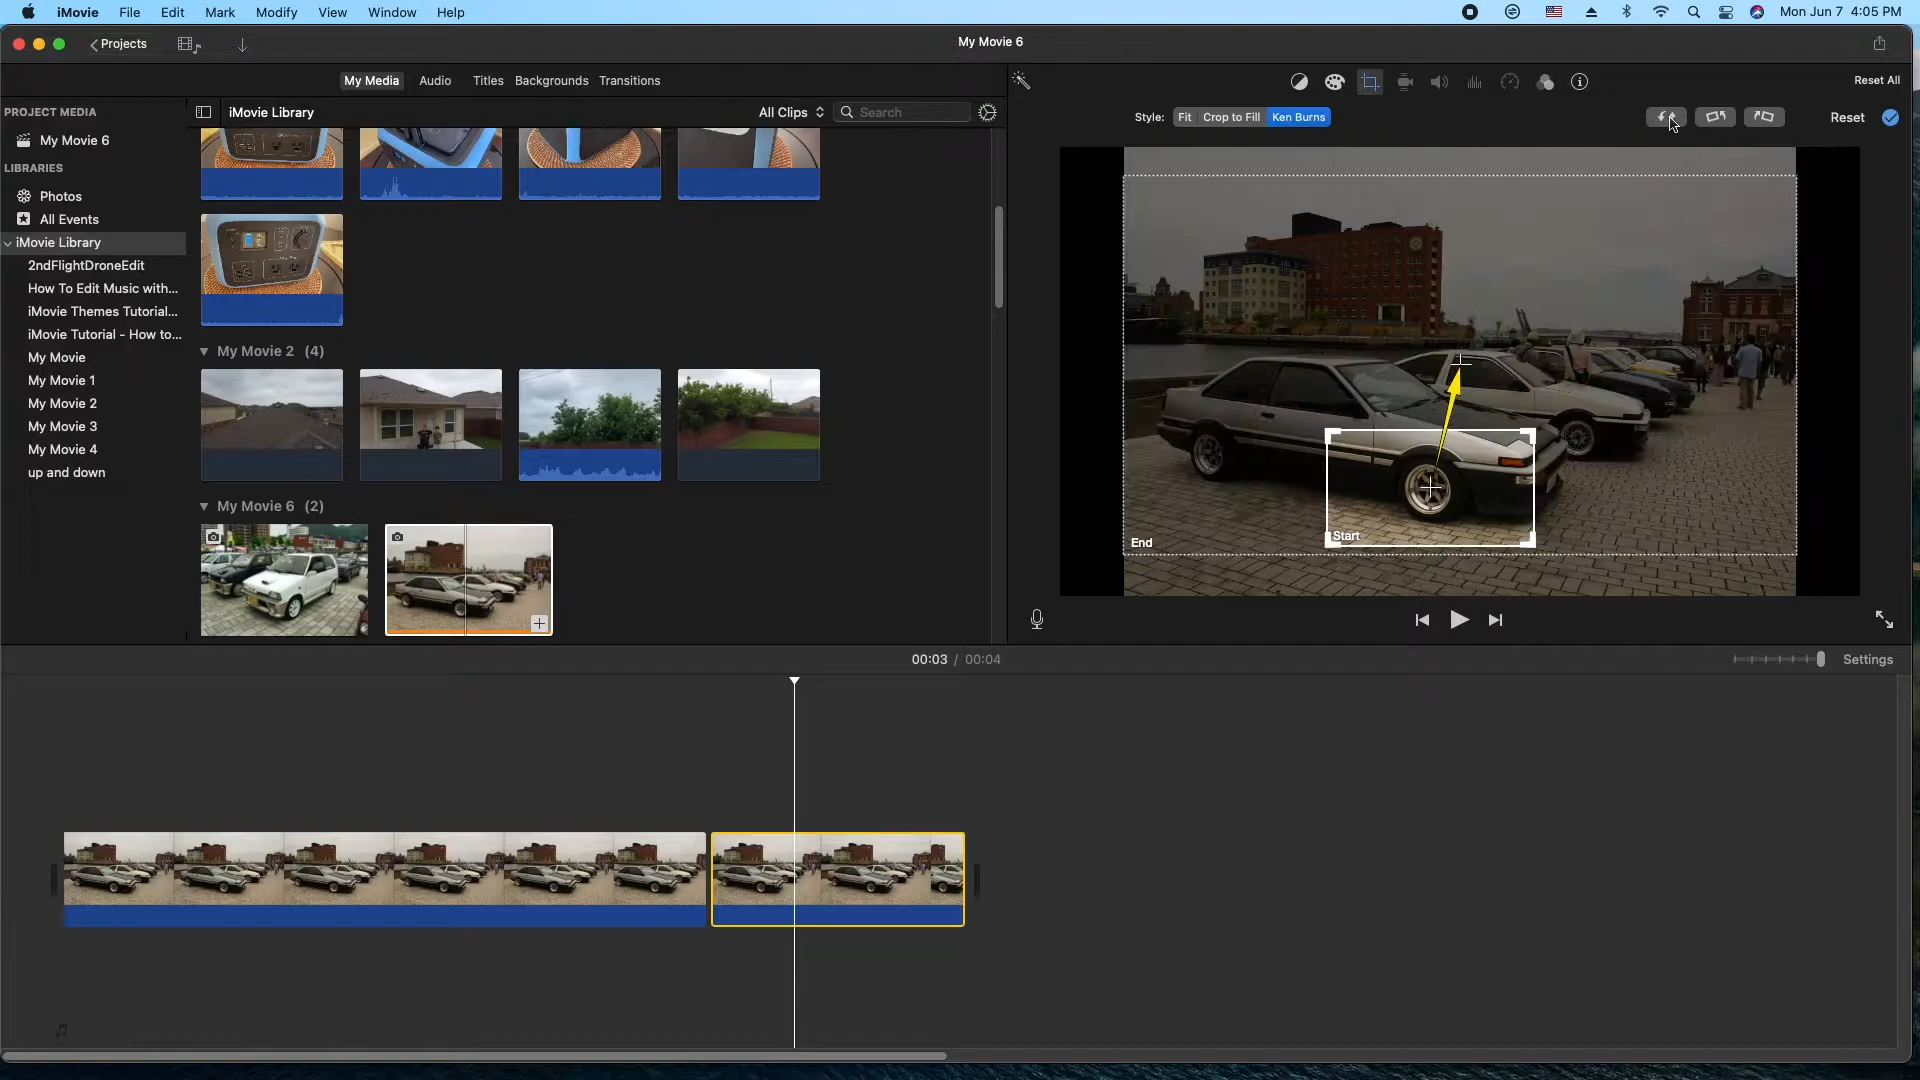 iMovie File Edit Mark Modify View Window Help Mon Jun 7 4:05 PM
Projects My Movie 6
My Media Audio Titles Backgrounds Transitions Reset All
PROJECT MEDIA iMovie Library All Clips Search Style: Fit Crop to Fill Ken Burns Reset
My Movie 6
LIBRARIES
Photos
All Events
iMovie Library
2ndFlightDroneEdit
How To Edit Music with...
iMovie Themes Tutorial...
iMovie Tutorial - How to...
My Movie
My Movie 1
My Movie 2
My Movie 3
My Movie 4
up and down
My Movie 2 (4)
My Movie 6 (2)
Start
End
00:03 / 00:04 Settings